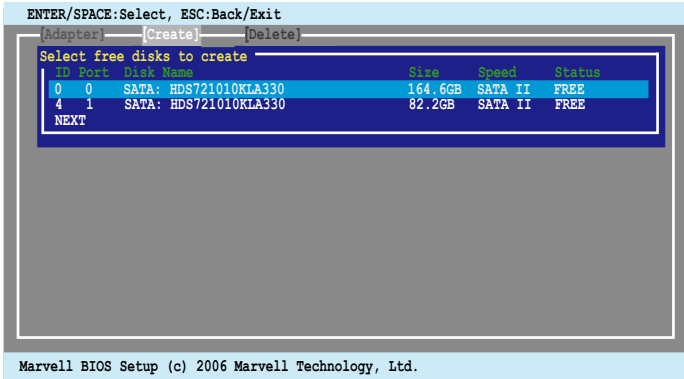 ENTER/SPACE:Select, ESC:Back/Exit
[Adapter] [Create] [Delete]
Select free disks to create
ID Port Disk Name Size Speed Status
0 0 SATA: HDS721010KLA330 164.6GB SATA II FREE
4 1 SATA: HDS721010KLA330 82.2GB SATA II FREE
NEXT
Marvell BIOS Setup (c) 2006 Marvell Technology, Ltd.